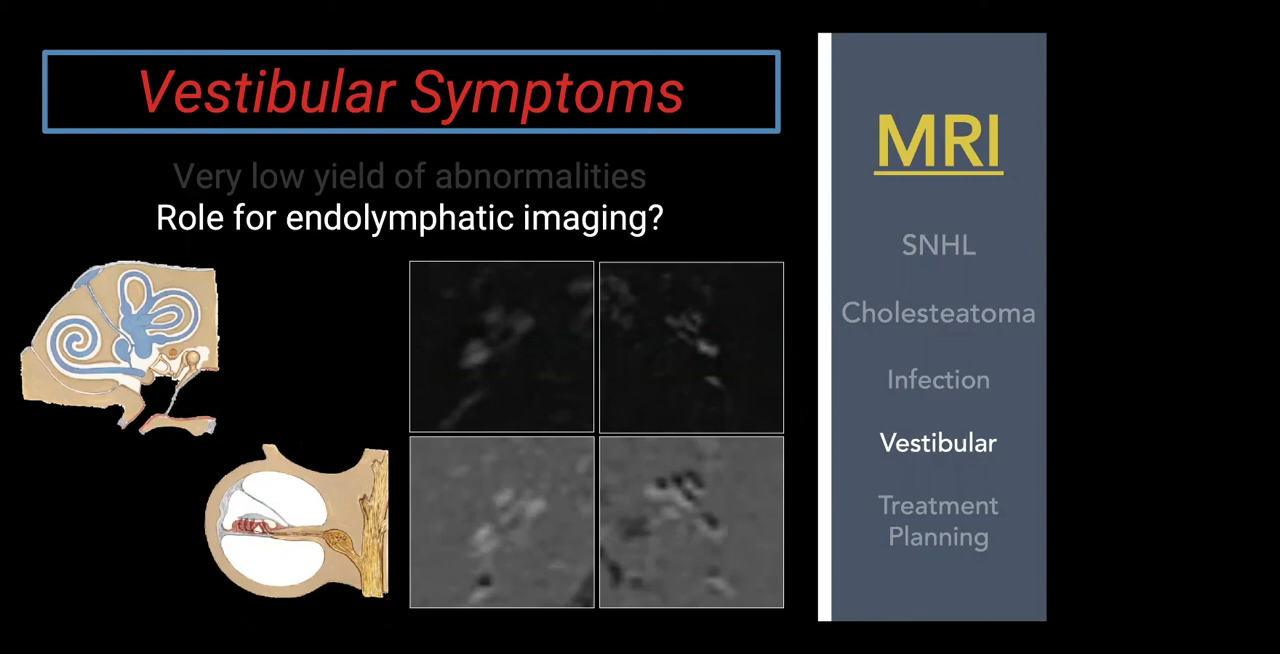 Vestibular Symptoms
Very low yield of abnormalities
Role for endolymphatic imaging?
MRI
SNHL
Cholesteatoma
Infection
Vestibular
Treatment
Planning